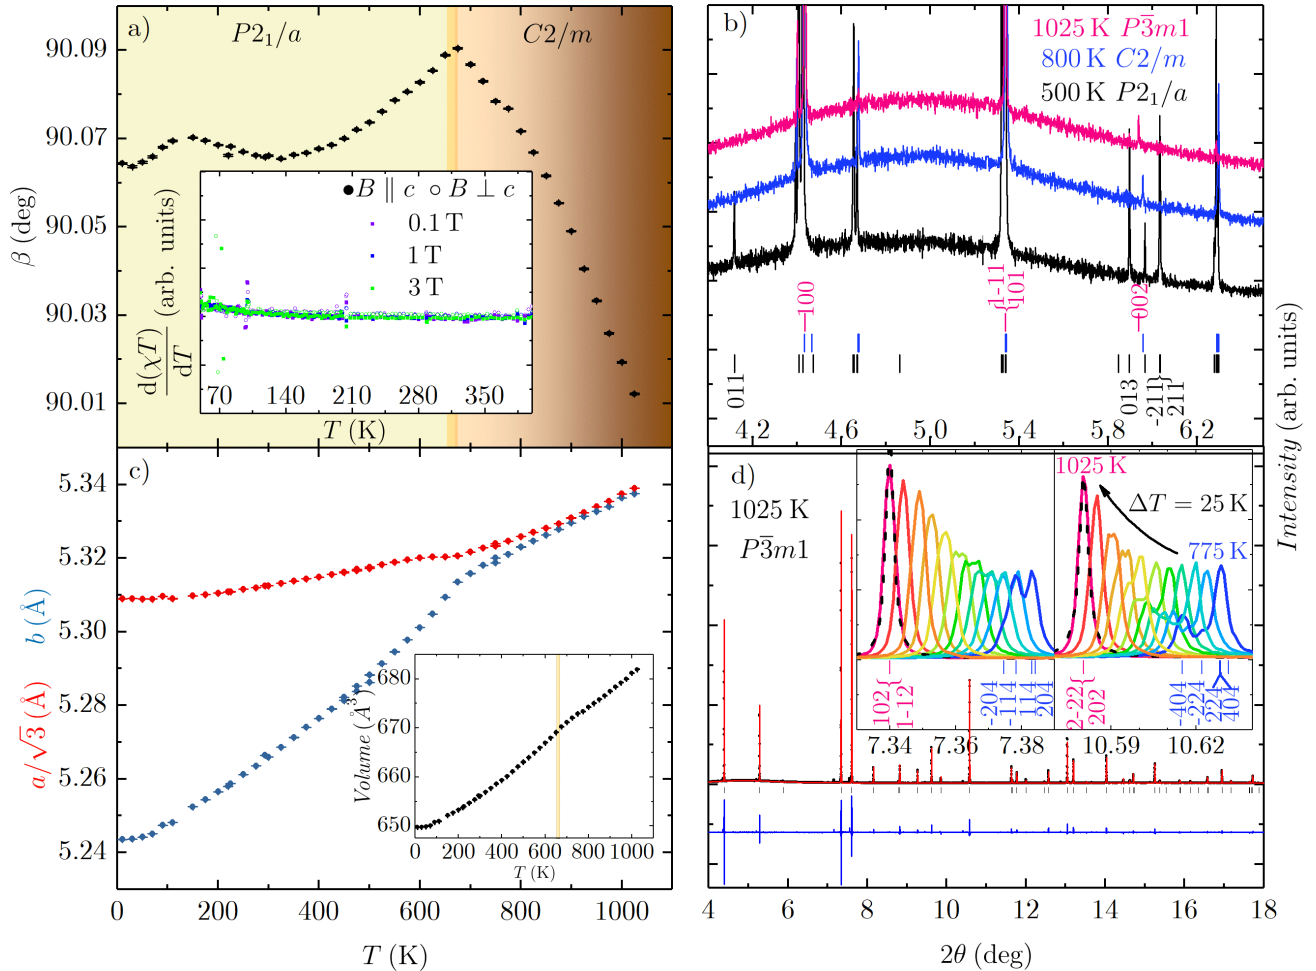 a)
P2₁/a
C2/m
90.09
90.07
90.05
90.03
90.01
β (deg)
B ∥ c
B ⊥ c
0.1 T
1 T
3 T
d(χT)
dT
(arb. units)
70
140
210
280
350
T (K)
b)
1025 K P3̄m1
800 K C2/m
500 K P2₁/a
100
{1-11
101
002
011
013
-211}
211
4.2
4.6
5.0
5.4
5.8
6.2
Intensity (arb. units)
c)
5.34
5.32
5.30
5.28
5.26
5.24
a/√3 (Å)
b (Å)
Volume (Å³)
680
670
660
650
0
200
400
600
800
1000
T (K)
0
200
400
600
800
1000
T (K)
d)
1025 K
P3̄m1
1025 K
ΔT = 25 K
775 K
102{
1-12
-204
-114
114
204
2-22{
202
-404
-224
224
404
7.34
7.36
7.38
10.59
10.62
4
6
8
10
12
14
16
18
2θ (deg)